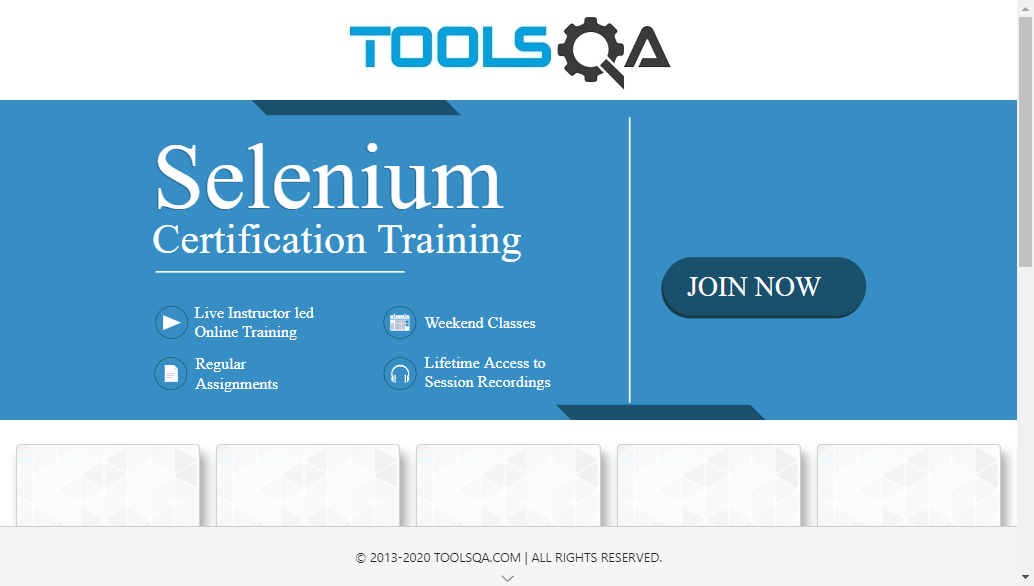 TOOLSQA
Selenium
Certification Training
JOIN NOW
Live Instructor led
Online Training
Weekend Classes
Regular
Assignments
Lifetime Access to
Session Recordings
© 2013-2020 TOOLSQA.COM | ALL RIGHTS RESERVED.